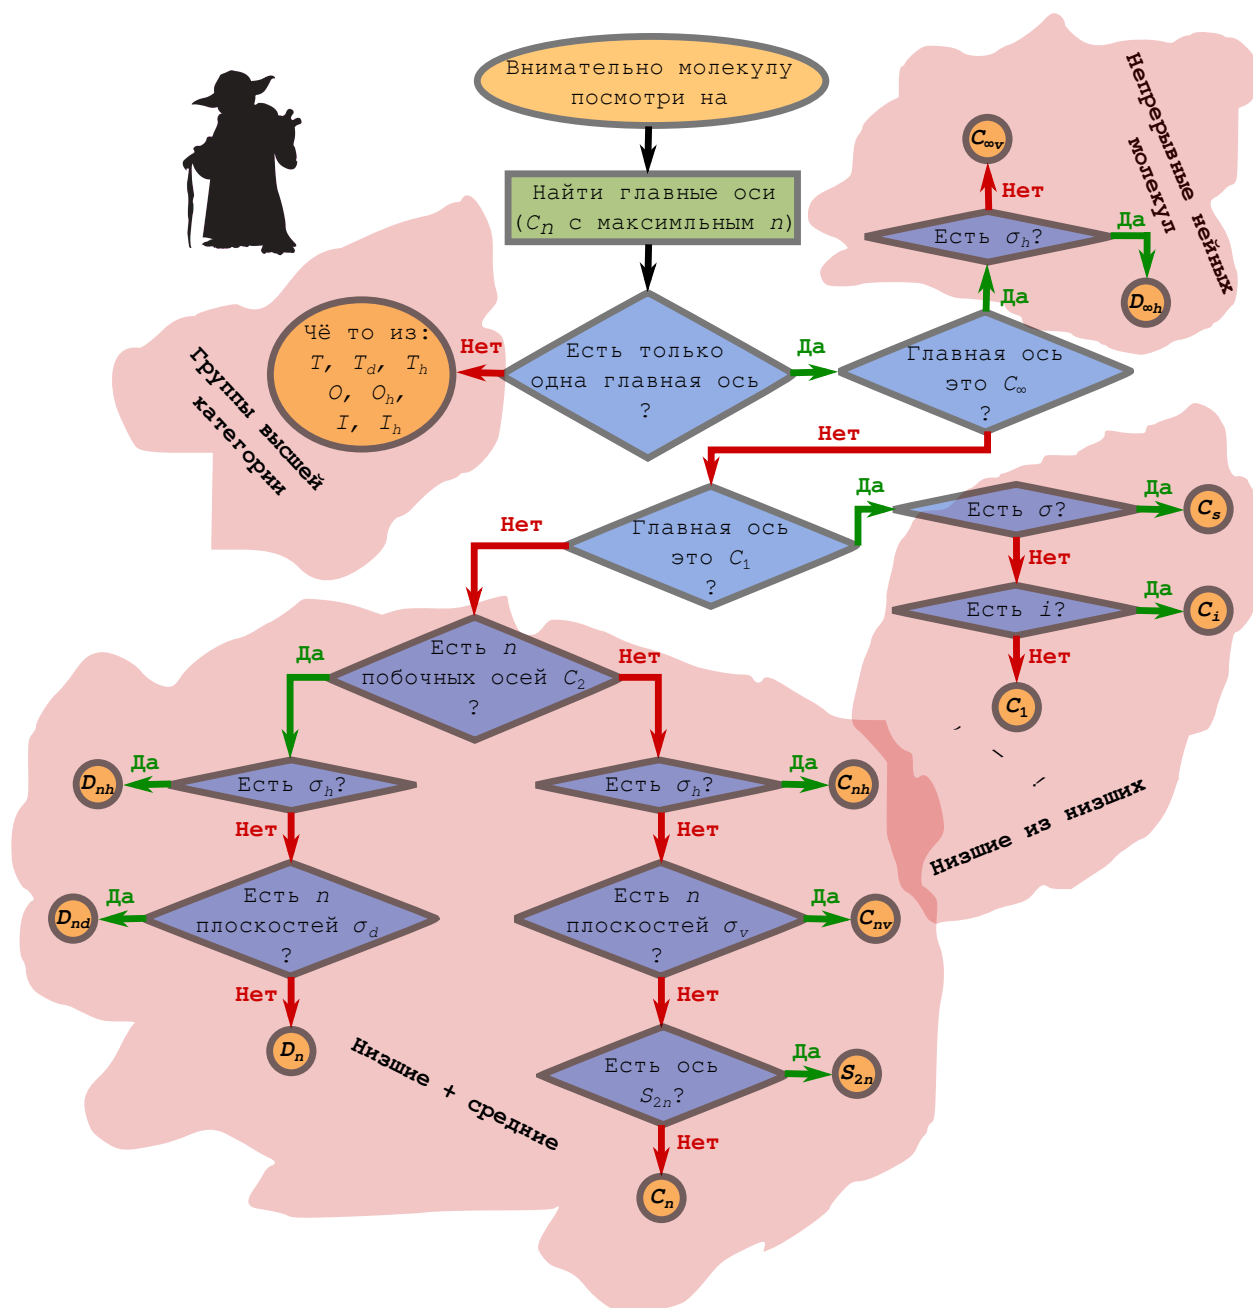 Внимательно молекулу
посмотри на
Найти главные оси
(Cn с максимльным n)
Есть только
одна главная ось
?
Нет
Чё то из:
T, Td, Th
O, Oh,
I, Ih
Группы высшей
категории
Да
Главная ось
это C∞
?
Да
Есть σh?
Нет
C∞v
Да
D∞h
Непрерывные нейных
молекул
Нет
Главная ось
это C1
?
Да
Есть σ?
Да
Cs
Нет
Есть i?
Да
Ci
Нет
C1
Низшие из низших
Нет
Есть n
побочных осей C2
?
Да
Есть σh?
Да
Dnh
Нет
Есть n
плоскостей σd
?
Да
Dnd
Нет
Dn
Нет
Есть σh?
Да
Cnh
Нет
Есть n
плоскостей σv
?
Да
Cnv
Нет
Есть ось
S2n?
Да
S2n
Нет
Cn
Низшие + средние